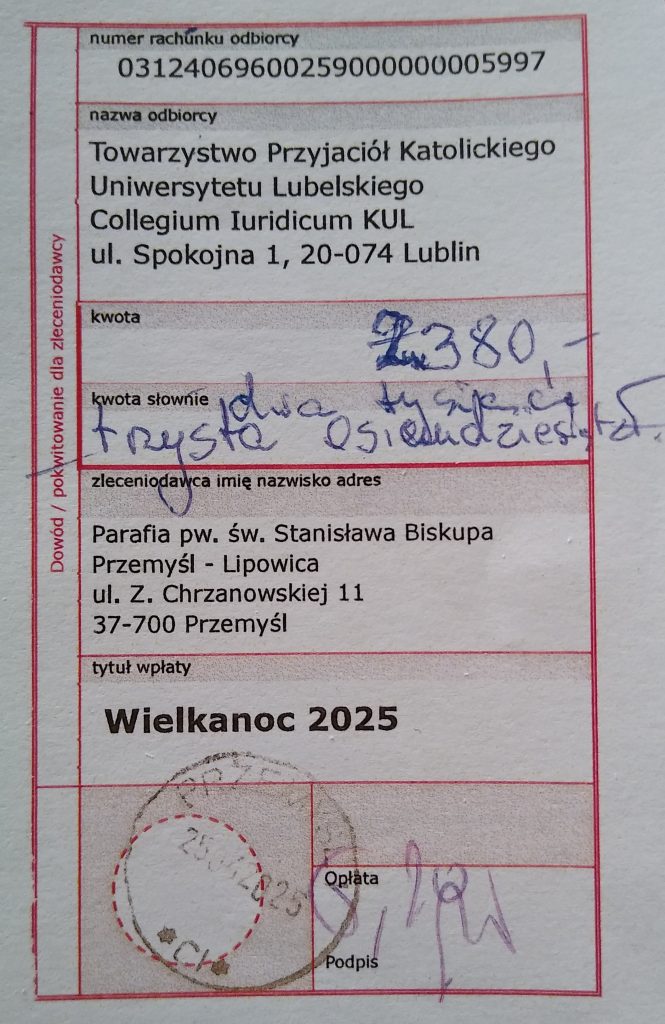 numer rachunku odbiorcy
03124069600259000000005997
nazwa odbiorcy
Towarzystwo Przyjaciół Katolickiego
Uniwersytetu Lubelskiego
Collegium Iuridicum KUL
ul. Spokojna 1, 20-074 Lublin
kwota
2380,-
kwota słownie
dwa tysiące
trzysta osiemdziesiąt zł.
zleceniodawca imię nazwisko adres
Parafia pw. św. Stanisława Biskupa
Przemyśl - Lipowica
ul. Z. Chrzanowskiej 11
37-700 Przemyśl
tytuł wpłaty
Wielkanoc 2025
Opłata
Podpis
Dowód / pokwitowanie dla zleceniodawcy